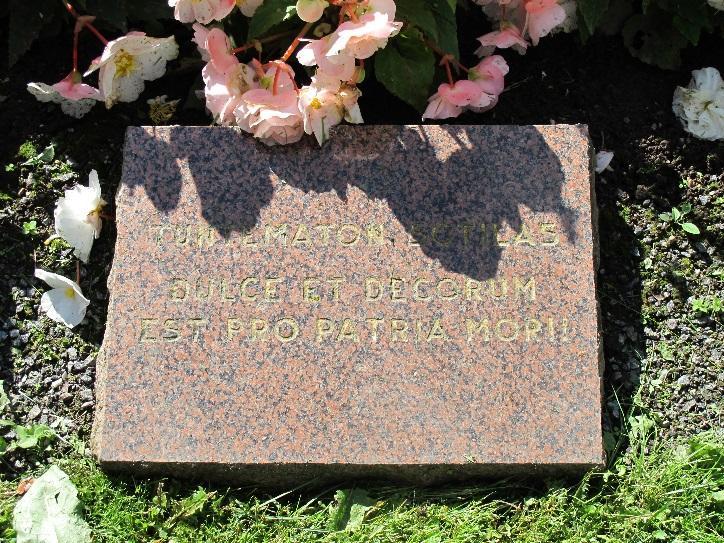 TUNTEMATON SOTILAS
DULCE ET DECORUM
EST PRO PATRIA MORI!